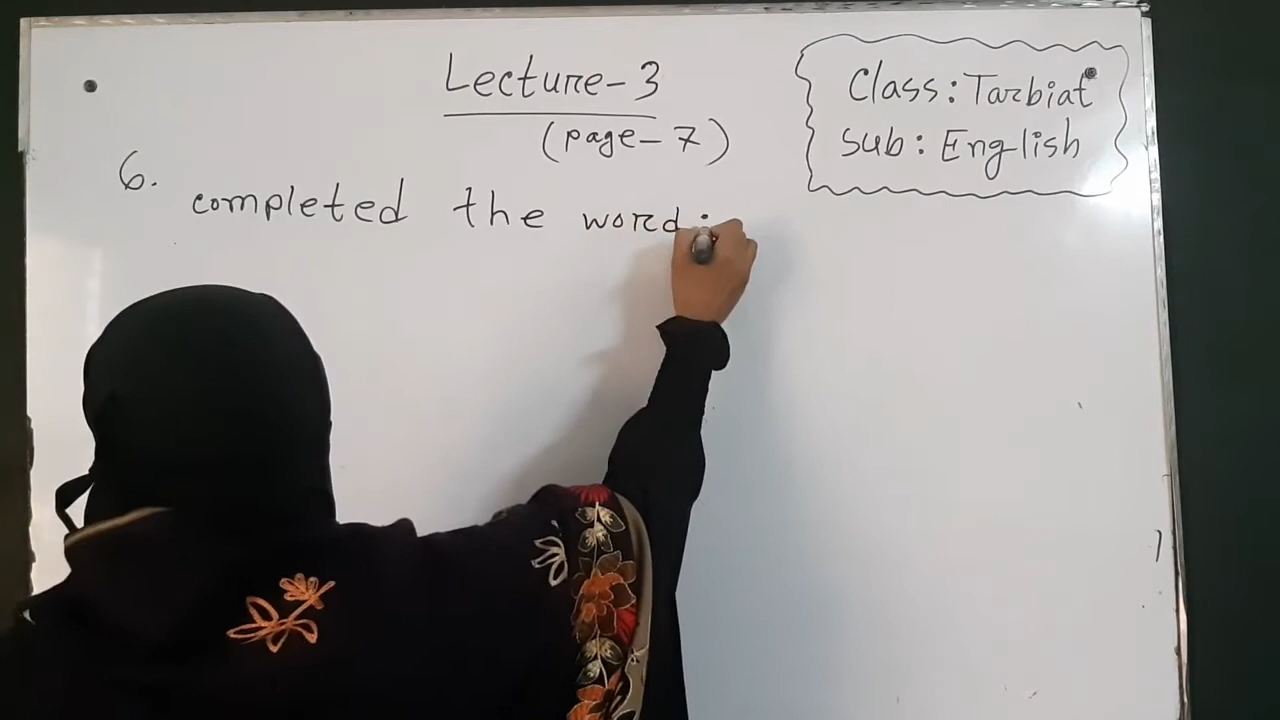 Lecture-3
(page-7)
Class: Tarbiat
Sub: English
6. completed the word: